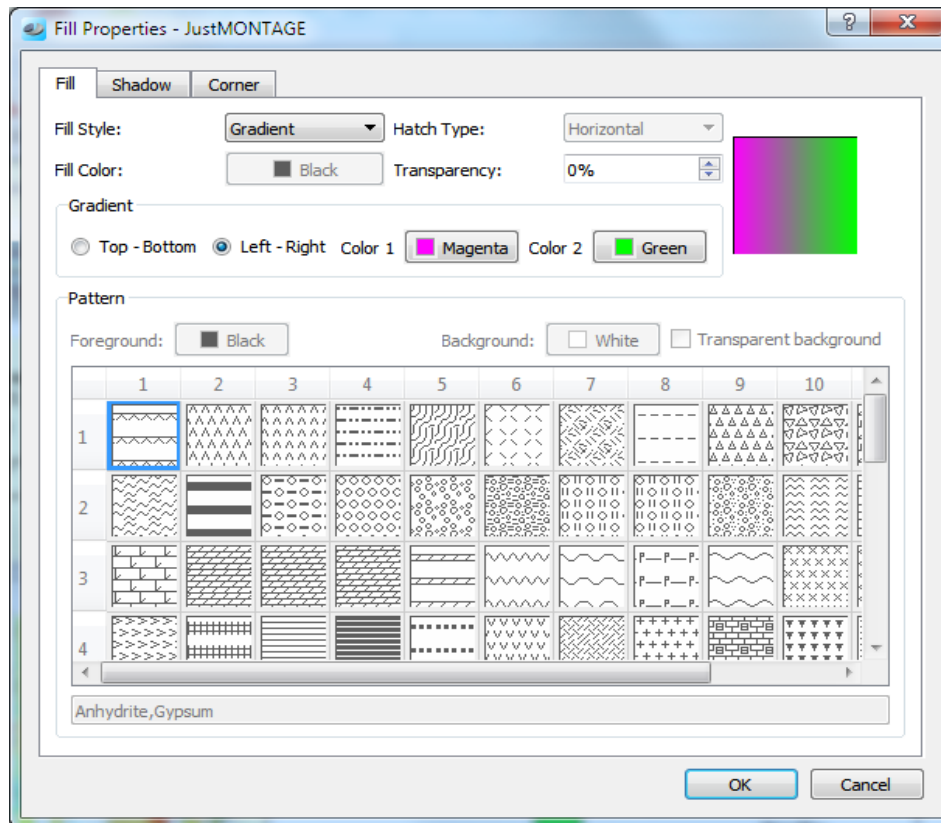 Fill Properties - JustMONTAGE
Fill Shadow Corner
Fill Style: Gradient Hatch Type: Horizontal
Fill Color: Black Transparency: 0%
Gradient
Top - Bottom Left - Right Color 1 Magenta Color 2 Green
Pattern
Foreground: Black Background: White Transparent background
1 2 3 4 5 6 7 8 9 10
1
2
3
4
Anhydrite,Gypsum
OK Cancel